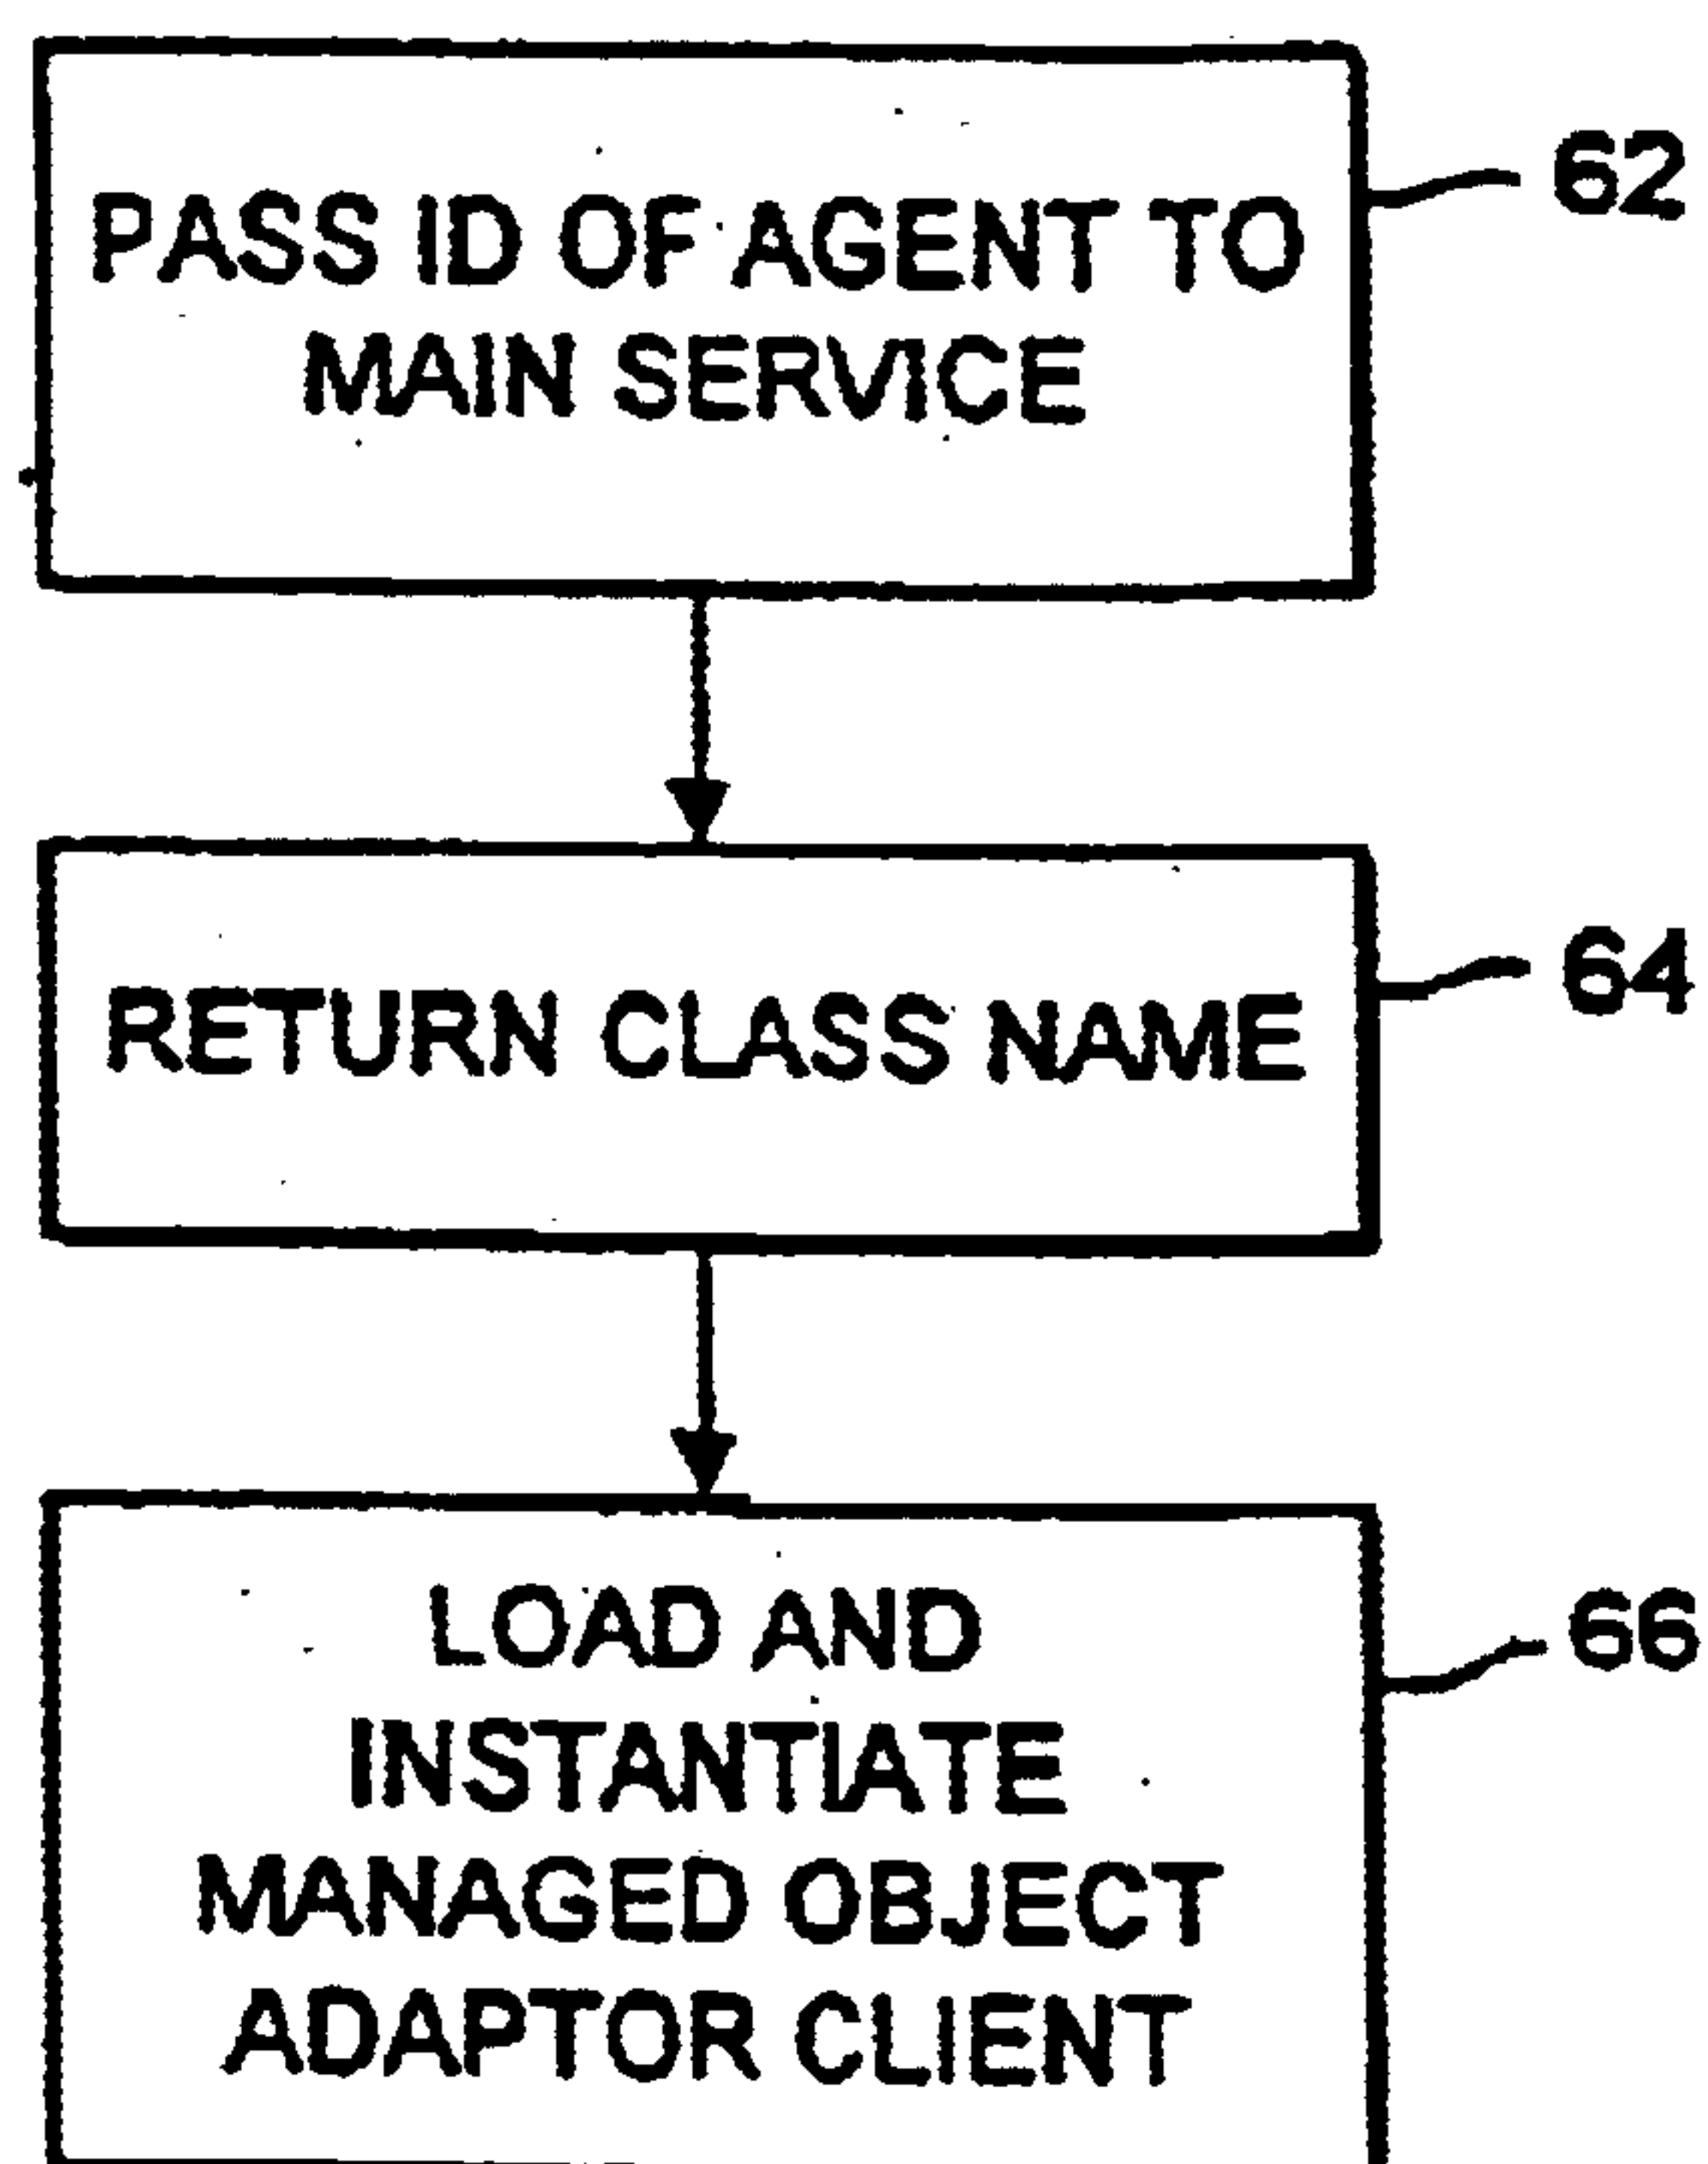 PASS ID OF AGENT TO
MAIN SERVICE
62
RETURN CLASS NAME
64
LOAD AND
INSTANTIATE
MANAGED OBJECT
ADAPTOR CLIENT
66